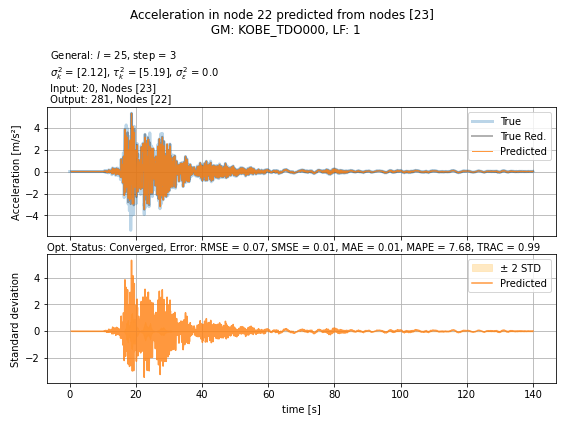 Acceleration in node 22 predicted from nodes [23]
GM: KOBE_TDO000, LF: 1
General: l = 25, step = 3
σ²ₖ = [2.12], τ²ₖ = [5.19], σ²_ε = 0.0
Input: 20, Nodes [23]
Output: 281, Nodes [22]
Acceleration [m/s²]
4
2
0
−2
−4
True
True Red.
Predicted
Opt. Status: Converged, Error: RMSE = 0.07, SMSE = 0.01, MAE = 0.01, MAPE = 7.68, TRAC = 0.99
Standard deviation
4
2
0
−2
± 2 STD
Predicted
0 20 40 60 80 100 120 140
time [s]